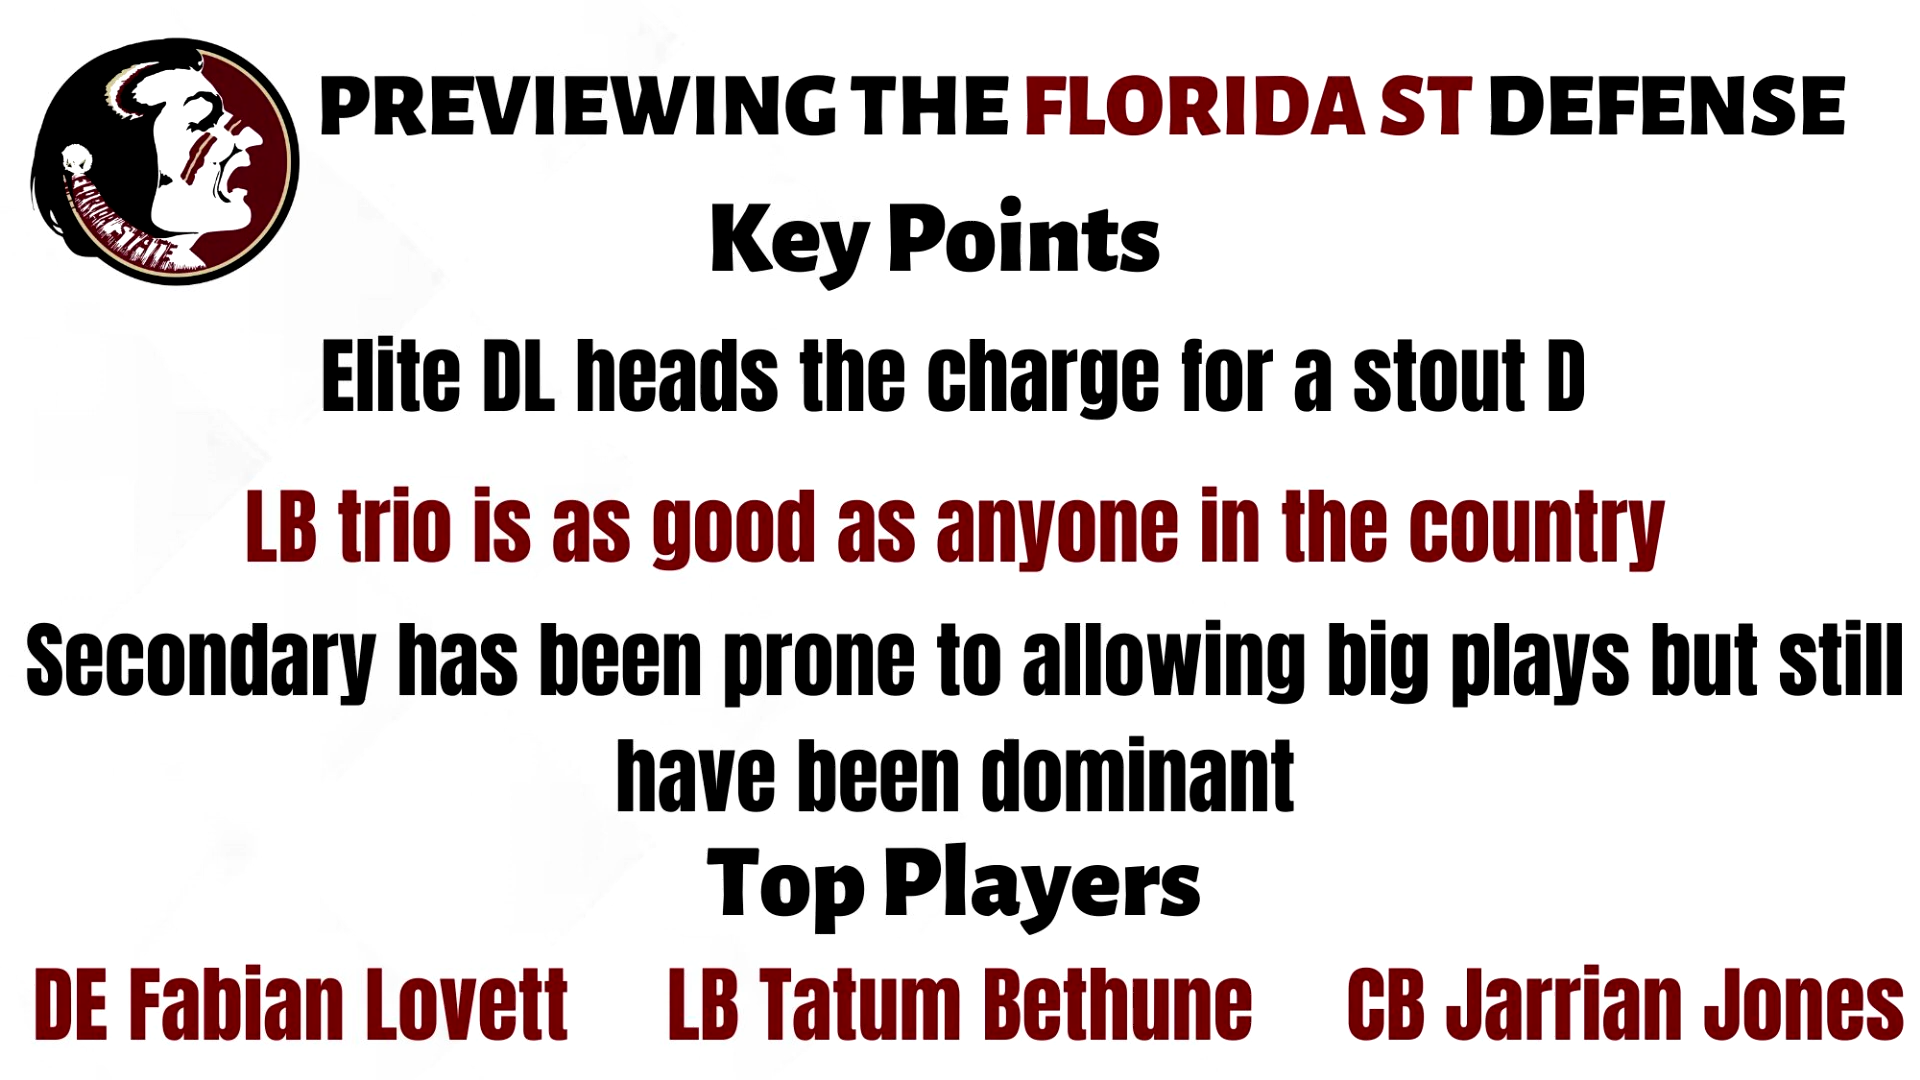 PREVIEWING THE FLORIDA ST DEFENSE
Key Points
Elite DL heads the charge for a stout D
LB trio is as good as anyone in the country
Secondary has been prone to allowing big plays but still
have been dominant
Top Players
DE Fabian Lovett LB Tatum Bethune CB Jarrian Jones